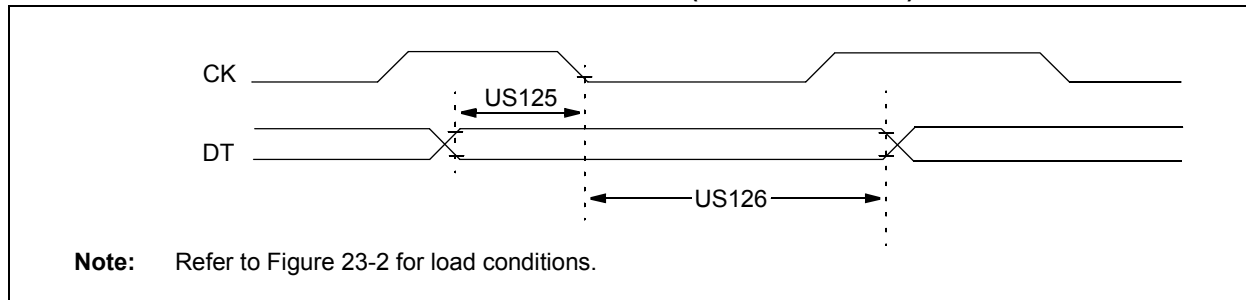 CK
US125
DT
US126
Note: Refer to Figure 23-2 for load conditions.